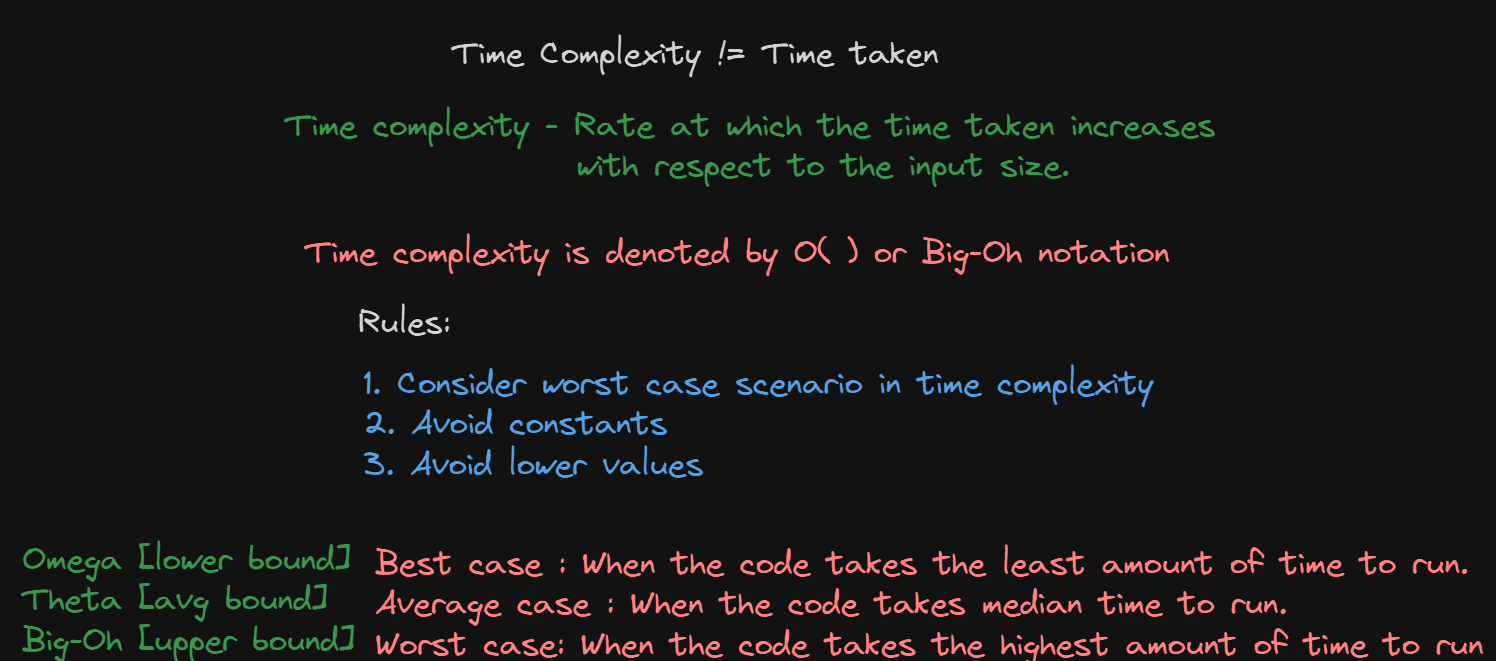 Time Complexity != Time taken
Time complexity - Rate at which the time taken increases
with respect to the input size.
Time complexity is denoted by O( ) or Big-Oh notation
Rules:
1. Consider worst case scenario in time complexity
2. Avoid constants
3. Avoid lower values
Omega [lower bound] Best case : When the code takes the least amount of time to run.
Theta [avg bound] Average case : When the code takes median time to run.
Big-Oh [upper bound] Worst case: When the code takes the highest amount of time to run